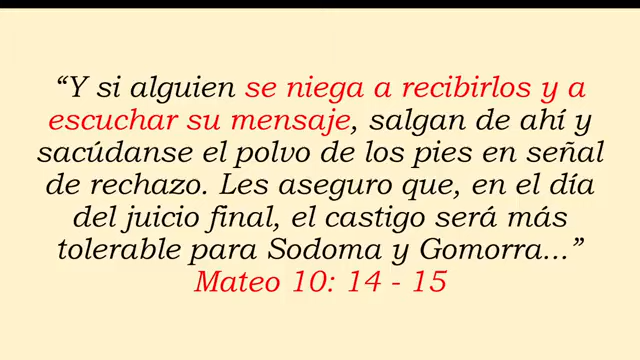 “Y si alguien se niega a recibirlos y a
escuchar su mensaje, salgan de ahí y
sacúdanse el polvo de los pies en señal
de rechazo. Les aseguro que, en el día
del juicio final, el castigo será más
tolerable para Sodoma y Gomorra...”
Mateo 10: 14 - 15